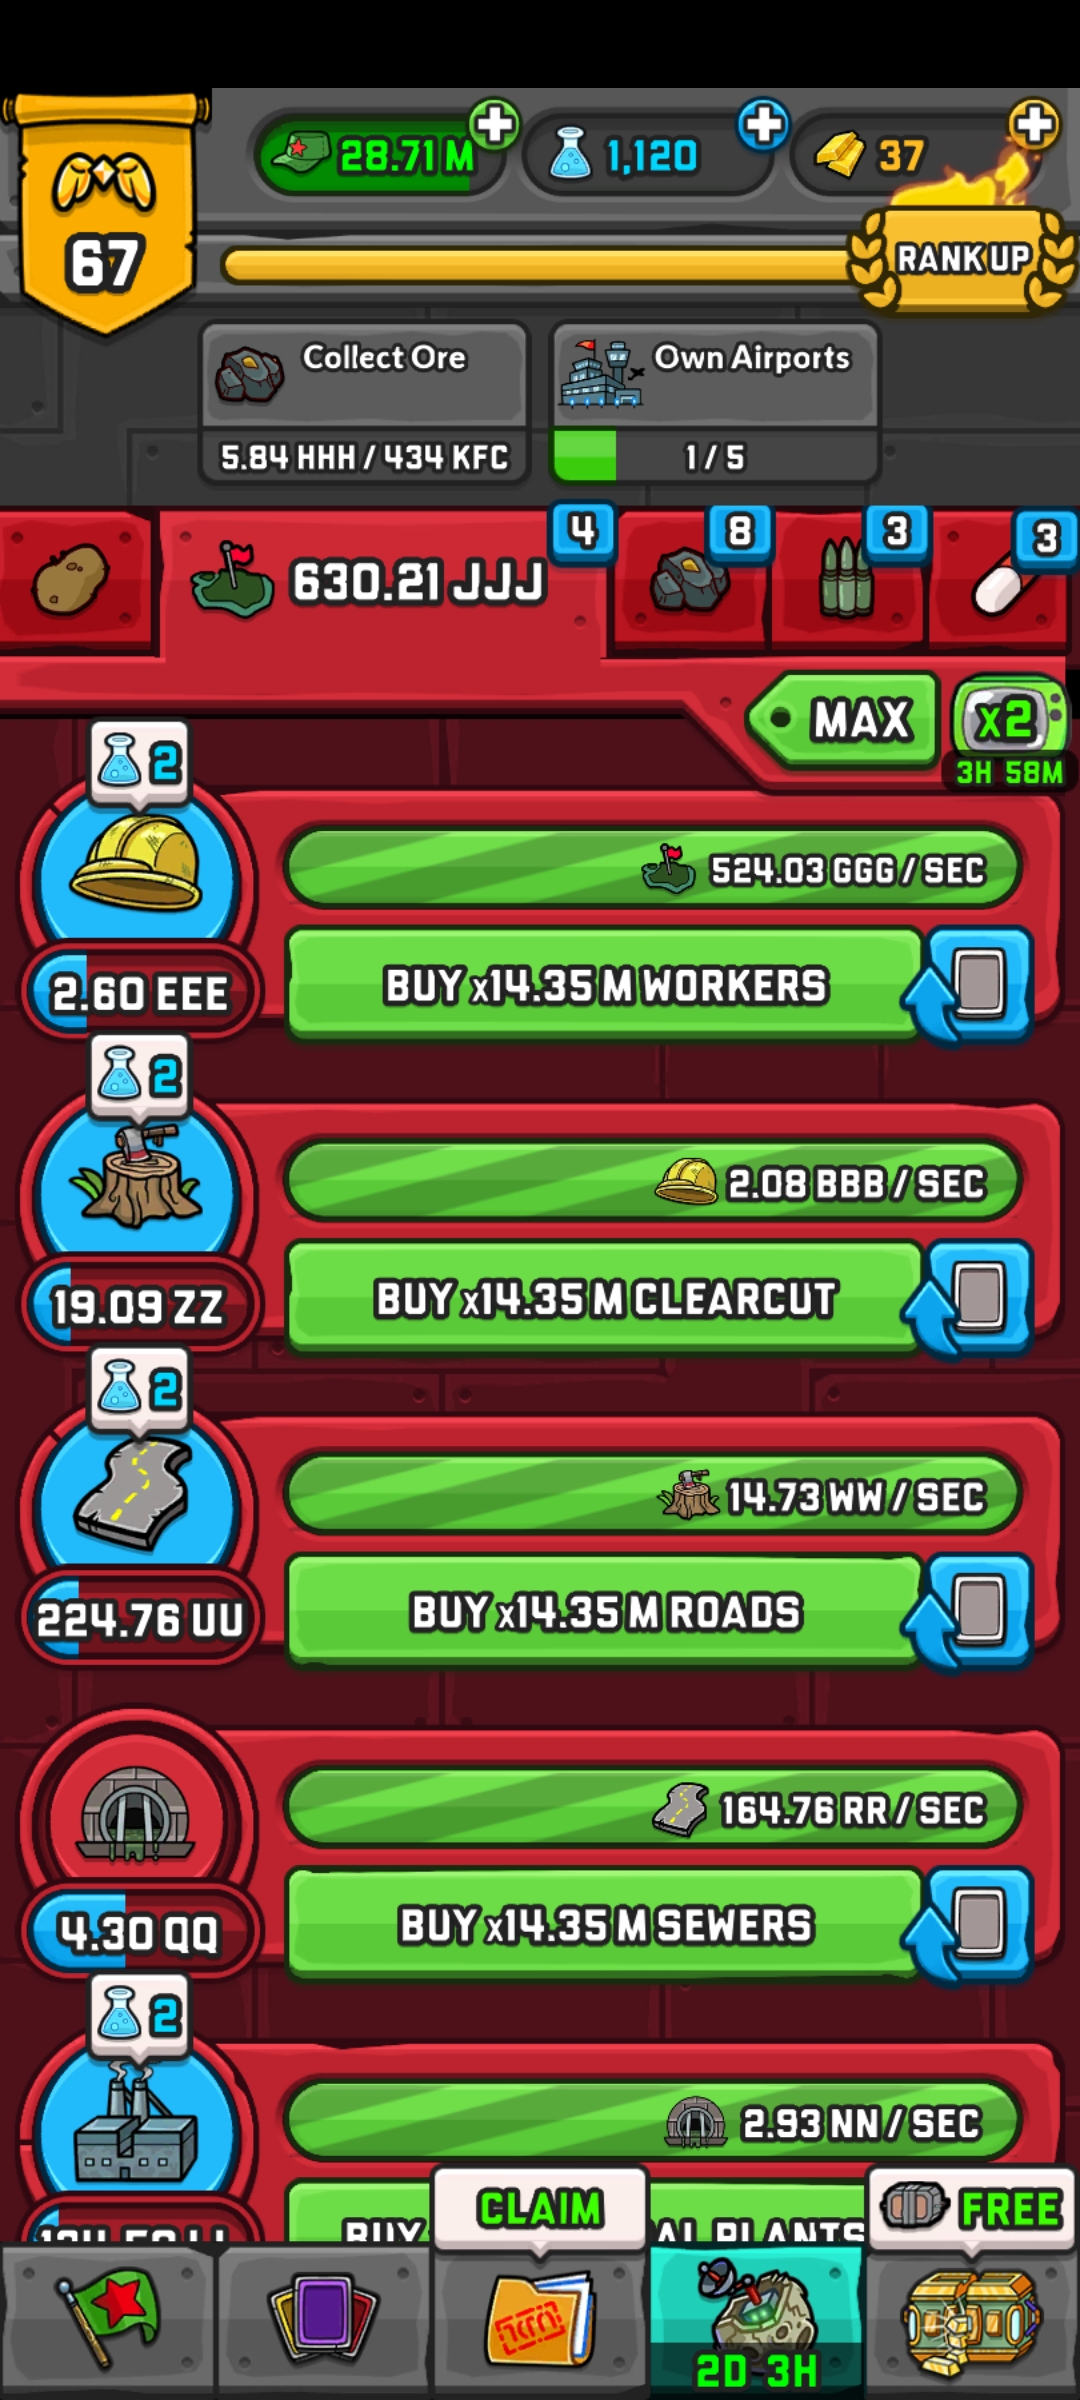 28.71 M
1,120
37
67
RANK UP
Collect Ore
Own Airports
5.84 HHH / 434 KFC
1 / 5
4
8
3
3
630.21 JJJ
MAX
x2
3H 58M
2
524.03 GGG / SEC
2.60 EEE
BUY x14.35 M WORKERS
2
2.08 BBB / SEC
19.09 ZZ
BUY x14.35 M CLEARCUT
2
14.73 WW / SEC
224.76 UU
BUY x14.35 M ROADS
164.76 RR / SEC
4.30 QQ
BUY x14.35 M SEWERS
2
2.93 NN / SEC
BUY
AL PLANTS
CLAIM
FREE
2D 3H